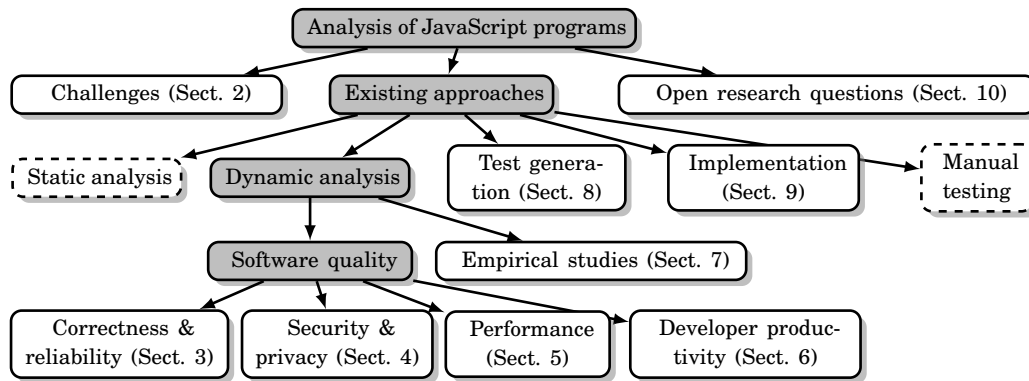 Analysis of JavaScript programs
Challenges (Sect. 2)
Existing approaches
Open research questions (Sect. 10)
Static analysis
Dynamic analysis
Test genera-
tion (Sect. 8)
Implementation
(Sect. 9)
Manual
testing
Software quality
Empirical studies (Sect. 7)
Correctness &
reliability (Sect. 3)
Security &
privacy (Sect. 4)
Performance
(Sect. 5)
Developer produc-
tivity (Sect. 6)